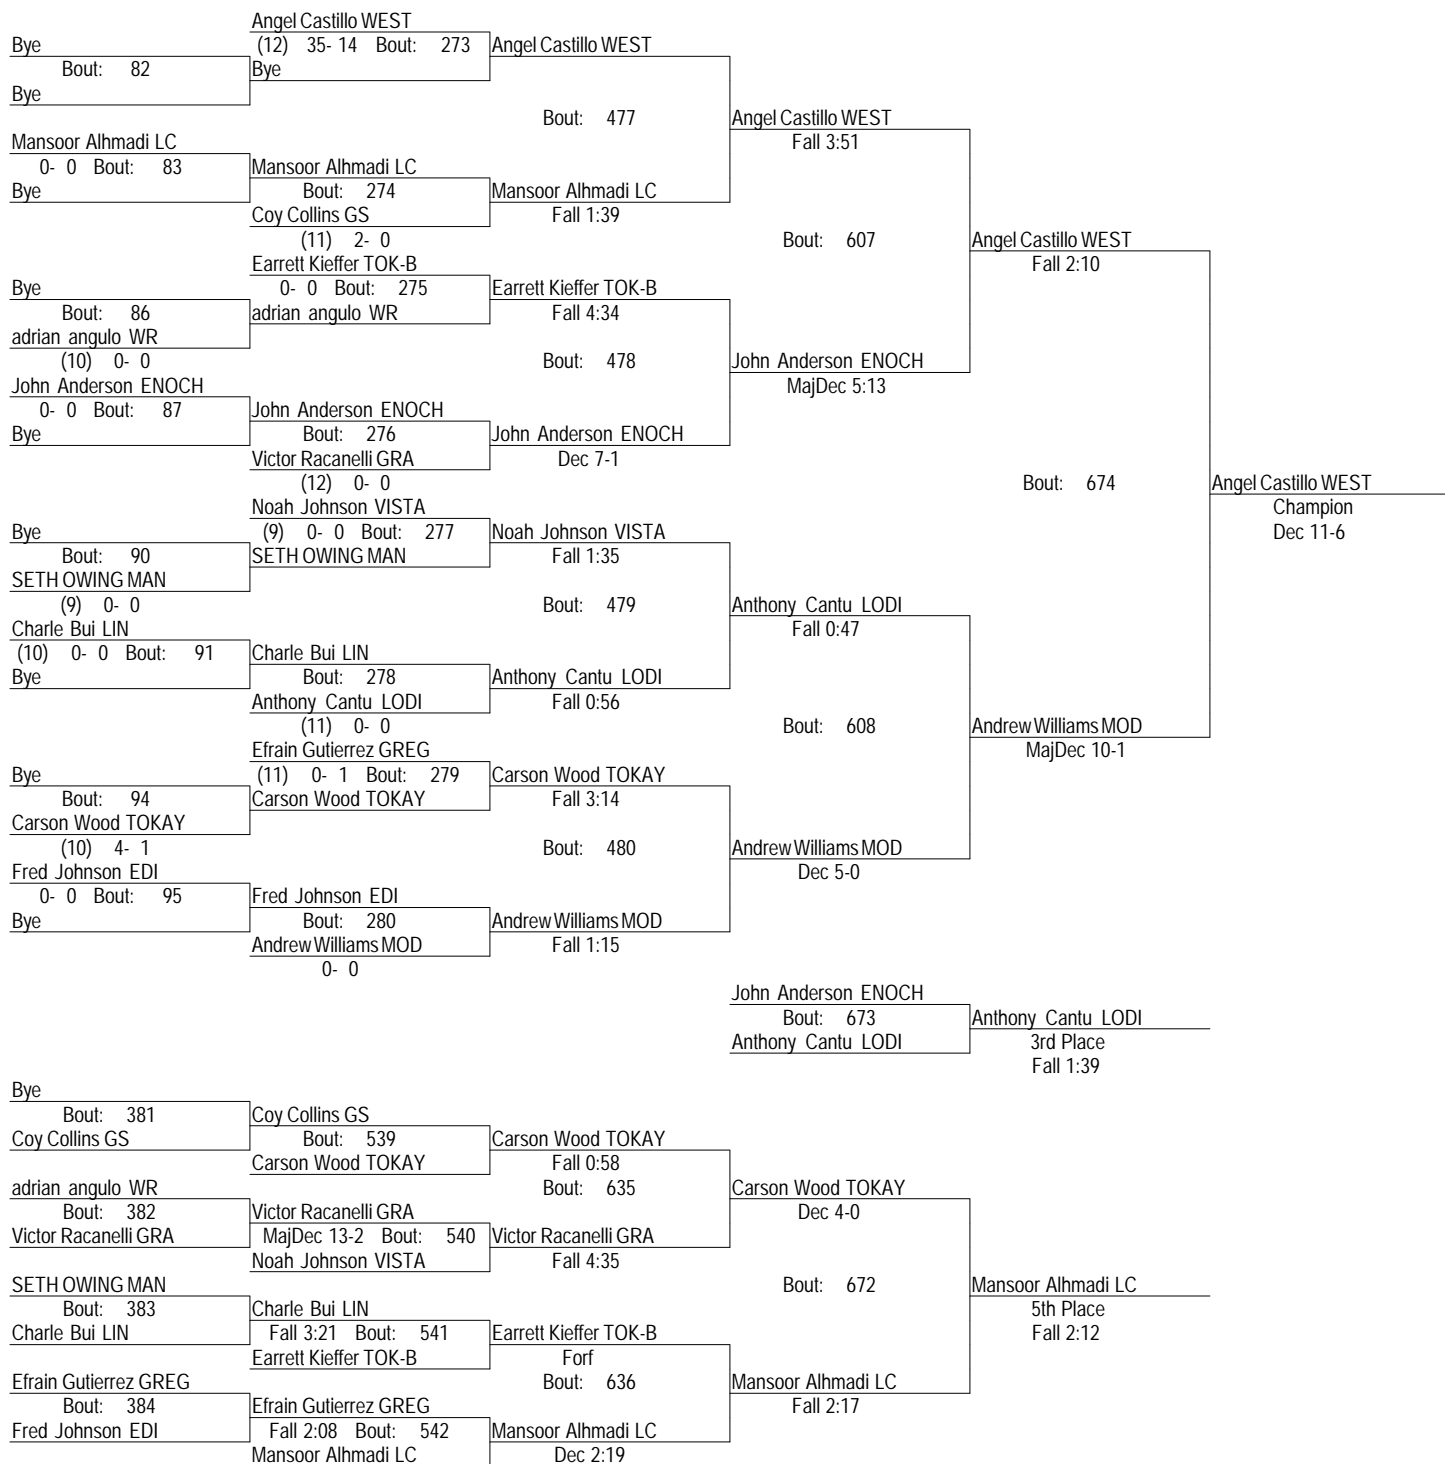 Angel Castillo WEST
Bye (12) 35- 14 Bout: 273 Angel Castillo WEST
Bout: 82 Bye
Bye
Bout: 477 Angel Castillo WEST
Mansoor Alhmadi LC Fall 3:51
0- 0 Bout: 83 Mansoor Alhmadi LC
Bye Bout: 274 Mansoor Alhmadi LC
Coy Collins GS Fall 1:39
(11) 2- 0 Bout: 607 Angel Castillo WEST
Earrett Kieffer TOK-B Fall 2:10
Bye 0- 0 Bout: 275 Earrett Kieffer TOK-B
Bout: 86 adrian angulo WR Fall 4:34
adrian angulo WR
(10) 0- 0 Bout: 478 John Anderson ENOCH
John Anderson ENOCH MajDec 5:13
0- 0 Bout: 87 John Anderson ENOCH
Bye Bout: 276 John Anderson ENOCH
Victor Racanelli GRA Dec 7-1
(12) 0- 0 Bout: 674 Angel Castillo WEST
Noah Johnson VISTA Champion
Bye (9) 0- 0 Bout: 277 Noah Johnson VISTA Dec 11-6
Bout: 90 SETH OWING MAN Fall 1:35
SETH OWING MAN
(9) 0- 0 Bout: 479 Anthony Cantu LODI
Charle Bui LIN Fall 0:47
(10) 0- 0 Bout: 91 Charle Bui LIN
Bye Bout: 278 Anthony Cantu LODI
Anthony Cantu LODI Fall 0:56
(11) 0- 0 Bout: 608 Andrew Williams MOD
Efrain Gutierrez GREG MajDec 10-1
Bye (11) 0- 1 Bout: 279 Carson Wood TOKAY
Bout: 94 Carson Wood TOKAY Fall 3:14
Carson Wood TOKAY
(10) 4- 1 Bout: 480 Andrew Williams MOD
Fred Johnson EDI Dec 5-0
0- 0 Bout: 95 Fred Johnson EDI
Bye Bout: 280 Andrew Williams MOD
Andrew Williams MOD Fall 1:15
0- 0
John Anderson ENOCH
Bout: 673 Anthony Cantu LODI
Anthony Cantu LODI 3rd Place
Fall 1:39
Bye
Bout: 381 Coy Collins GS
Coy Collins GS Bout: 539 Carson Wood TOKAY
Carson Wood TOKAY Fall 0:58
adrian angulo WR Bout: 635 Carson Wood TOKAY
Bout: 382 Victor Racanelli GRA Dec 4-0
Victor Racanelli GRA MajDec 13-2 Bout: 540 Victor Racanelli GRA
Noah Johnson VISTA Fall 4:35
SETH OWING MAN Bout: 672 Mansoor Alhmadi LC
Bout: 383 Charle Bui LIN 5th Place
Charle Bui LIN Fall 3:21 Bout: 541 Earrett Kieffer TOK-B Fall 2:12
Earrett Kieffer TOK-B Forf
Efrain Gutierrez GREG Bout: 636 Mansoor Alhmadi LC
Bout: 384 Efrain Gutierrez GREG Fall 2:17
Fred Johnson EDI Fall 2:08 Bout: 542 Mansoor Alhmadi LC
Mansoor Alhmadi LC Dec 2:19